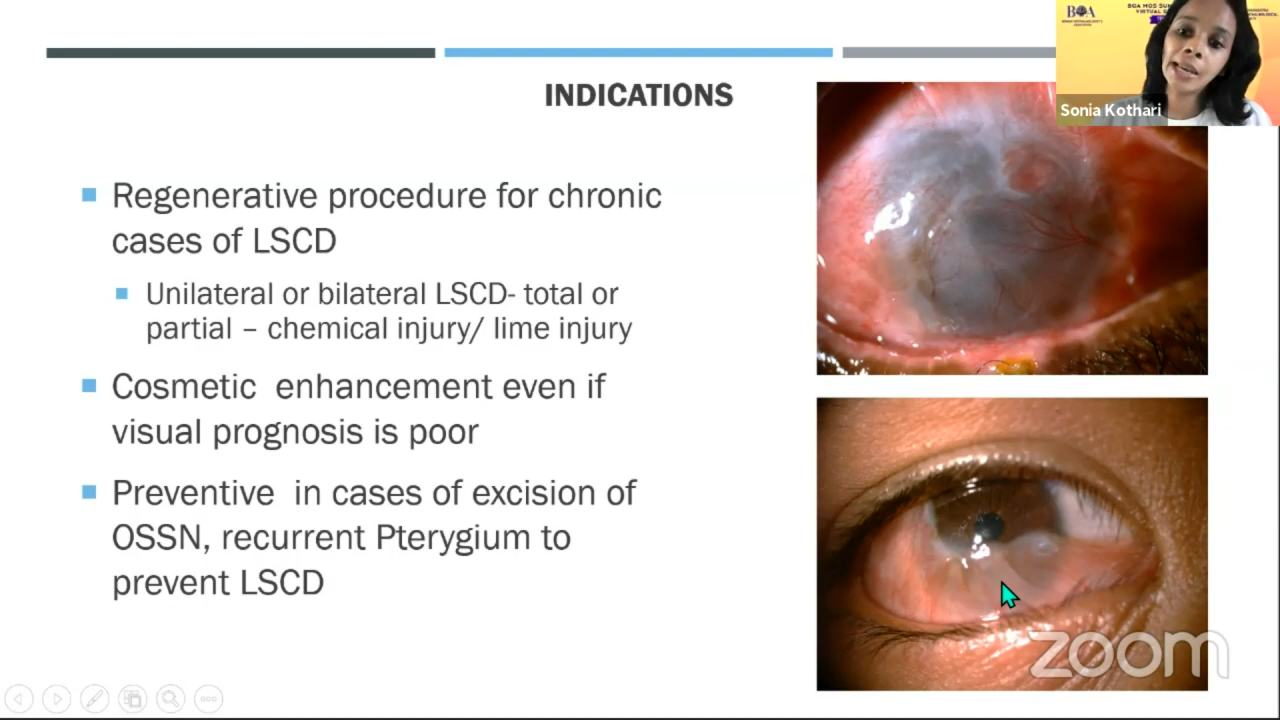 INDICATIONS
Regenerative procedure for chronic
cases of LSCD
Unilateral or bilateral LSCD- total or
partial – chemical injury/ lime injury
Cosmetic  enhancement even if
visual prognosis is poor
Preventive  in cases of excision of
OSSN, recurrent Pterygium to
prevent LSCD
BOA
Sonia Kothari
zoom